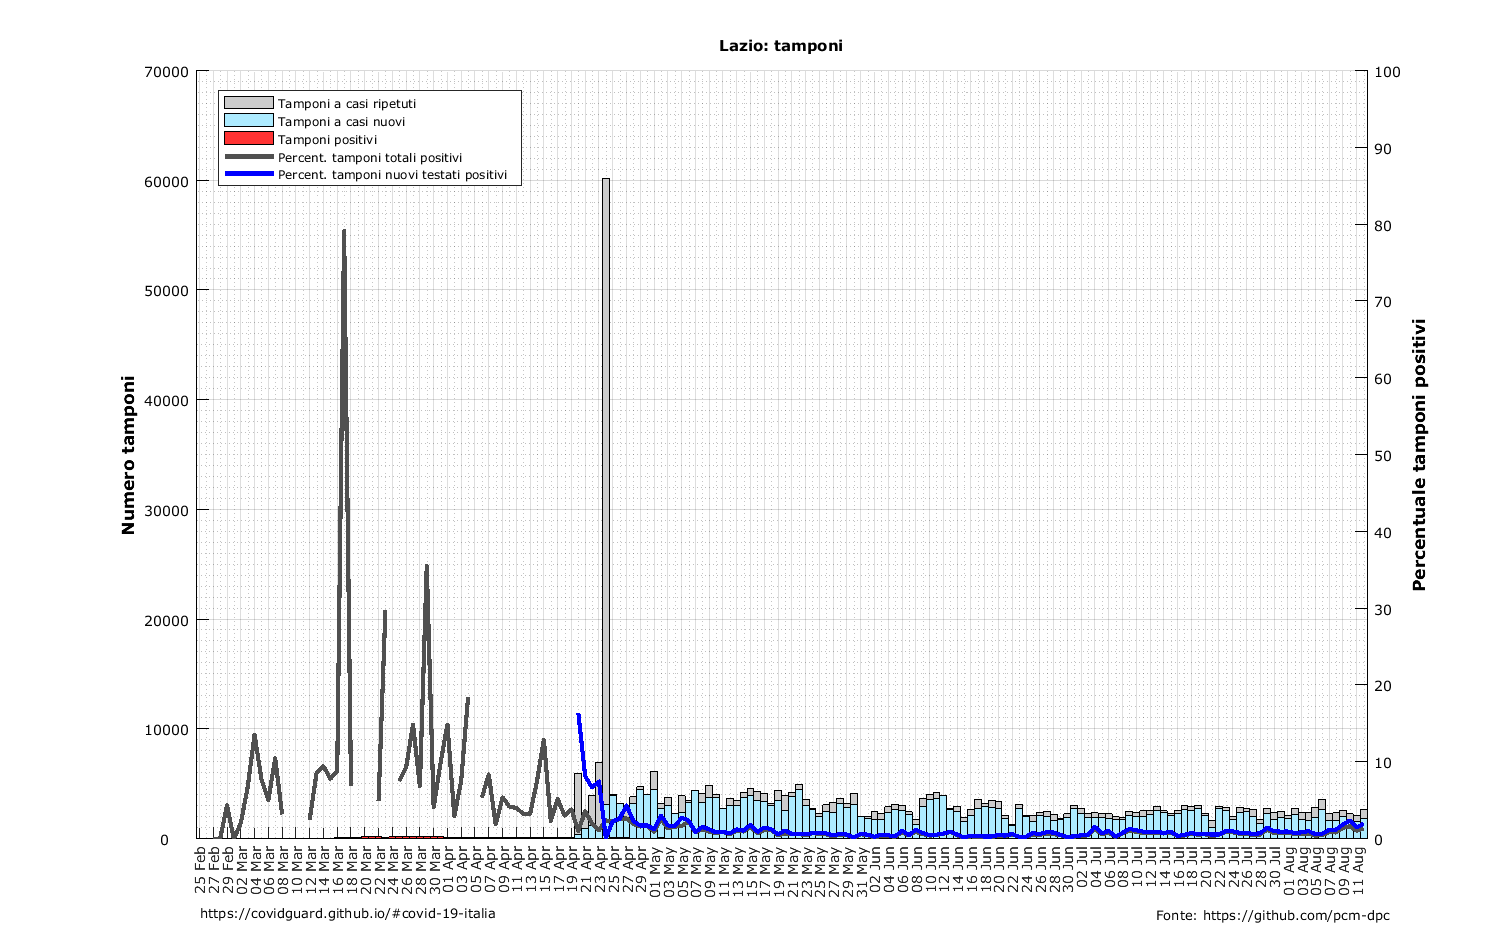 Lazio: tamponi
70000
60000
50000
40000
30000
20000
10000
0
100
90
80
70
60
50
40
30
20
10
0
Numero tamponi
Percentuale tamponi positivi
Tamponi a casi ripetuti
Tamponi a casi nuovi
Tamponi positivi
Percent. tamponi totali positivi
Percent. tamponi nuovi testati positivi
25 Feb
27 Feb
29 Feb
02 Mar
04 Mar
06 Mar
08 Mar
10 Mar
12 Mar
14 Mar
16 Mar
18 Mar
20 Mar
22 Mar
24 Mar
26 Mar
28 Mar
30 Mar
01 Apr
03 Apr
05 Apr
07 Apr
09 Apr
11 Apr
13 Apr
15 Apr
17 Apr
19 Apr
21 Apr
23 Apr
25 Apr
27 Apr
29 Apr
01 May
03 May
05 May
07 May
09 May
11 May
13 May
15 May
17 May
19 May
21 May
23 May
25 May
27 May
29 May
31 May
02 Jun
04 Jun
06 Jun
08 Jun
10 Jun
12 Jun
14 Jun
16 Jun
18 Jun
20 Jun
22 Jun
24 Jun
26 Jun
28 Jun
30 Jun
02 Jul
04 Jul
06 Jul
08 Jul
10 Jul
12 Jul
14 Jul
16 Jul
18 Jul
20 Jul
22 Jul
24 Jul
26 Jul
28 Jul
30 Jul
01 Aug
03 Aug
05 Aug
07 Aug
09 Aug
11 Aug
https://covidguard.github.io/#covid-19-italia
Fonte: https://github.com/pcm-dpc